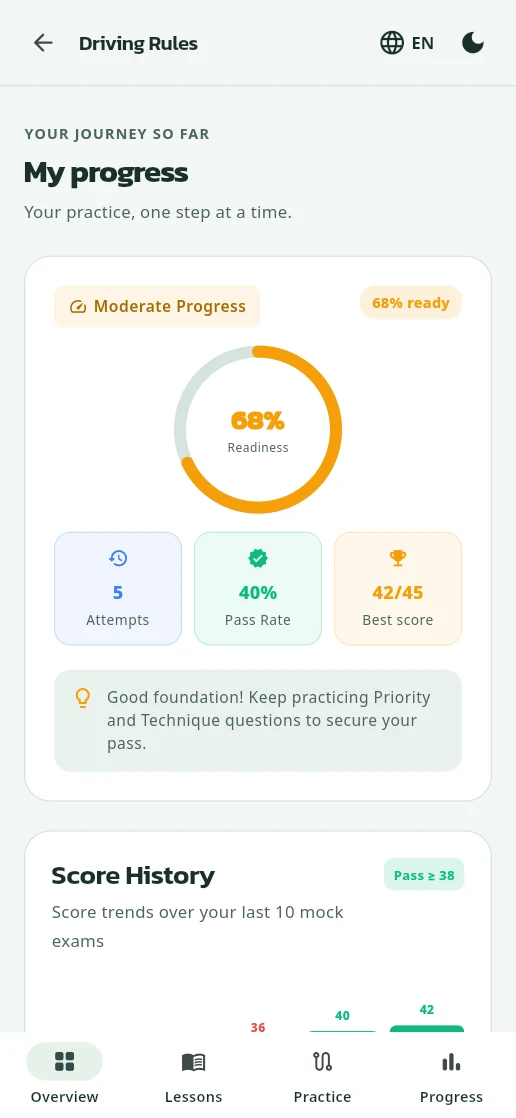 Driving Rules
EN
YOUR JOURNEY SO FAR
My progress
Your practice, one step at a time.
Moderate Progress
68% ready
68%
Readiness
5
Attempts
40%
Pass Rate
42/45
Best score
Good foundation! Keep practicing Priority
and Technique questions to secure your
pass.
Score History
Pass ≥ 38
Score trends over your last 10 mock
exams
36
40
42
Overview
Lessons
Practice
Progress